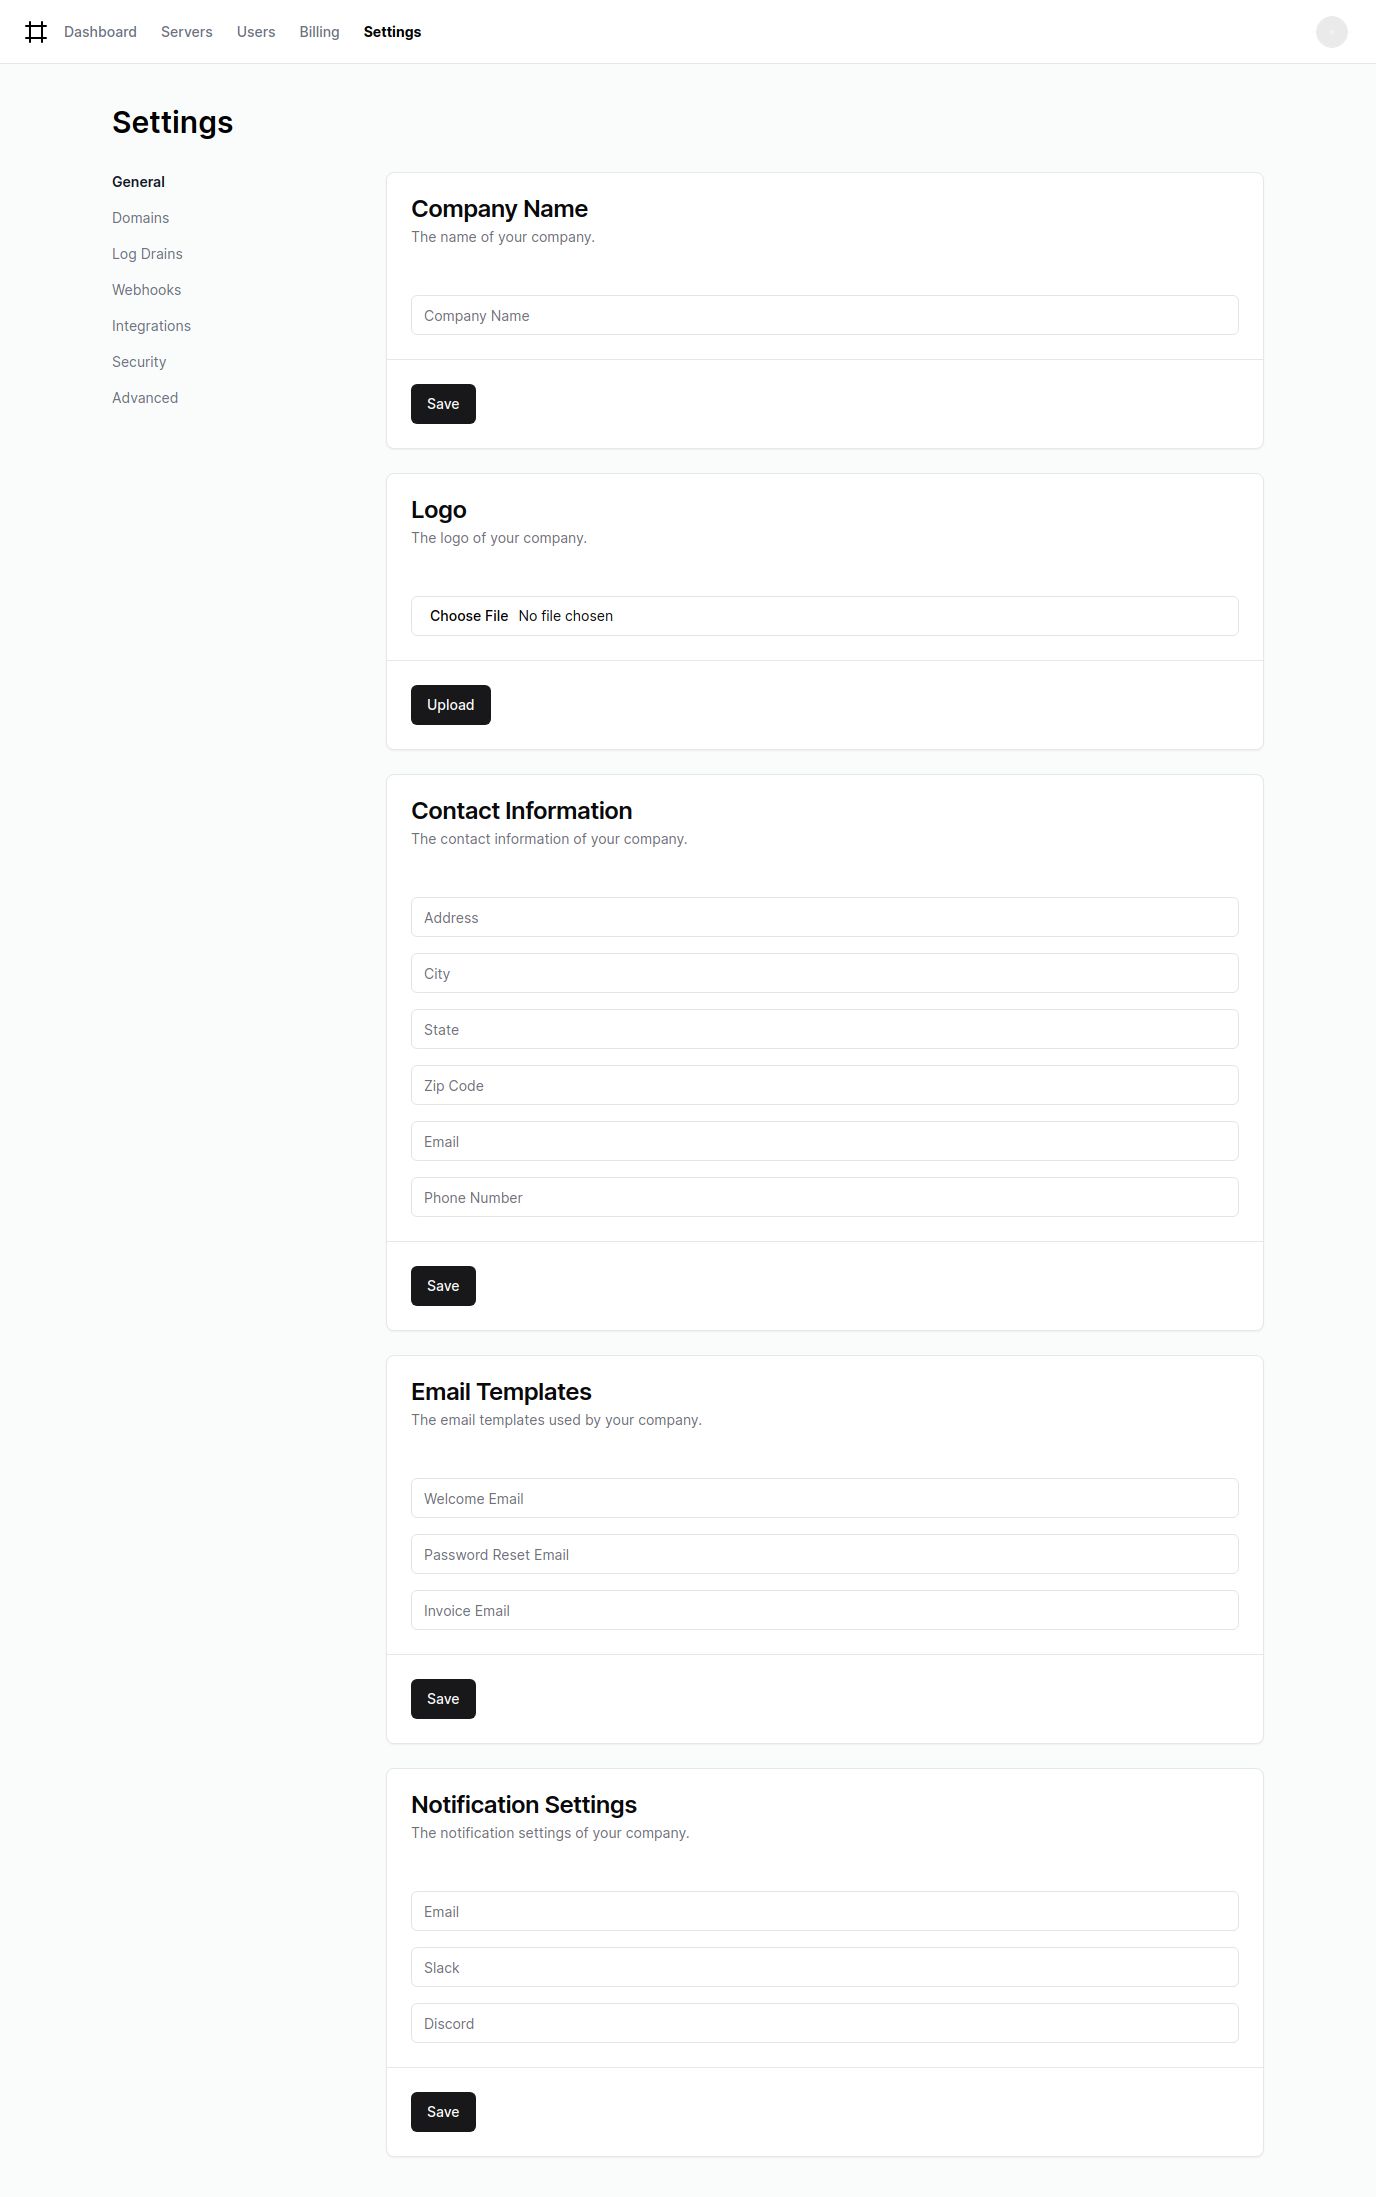 Dashboard Servers Users Billing Settings
Settings
General
Domains
Log Drains
Webhooks
Integrations
Security
Advanced
Company Name
The name of your company.
Company Name
Save
Logo
The logo of your company.
Choose File No file chosen
Upload
Contact Information
The contact information of your company.
Address
City
State
Zip Code
Email
Phone Number
Save
Email Templates
The email templates used by your company.
Welcome Email
Password Reset Email
Invoice Email
Save
Notification Settings
The notification settings of your company.
Email
Slack
Discord
Save